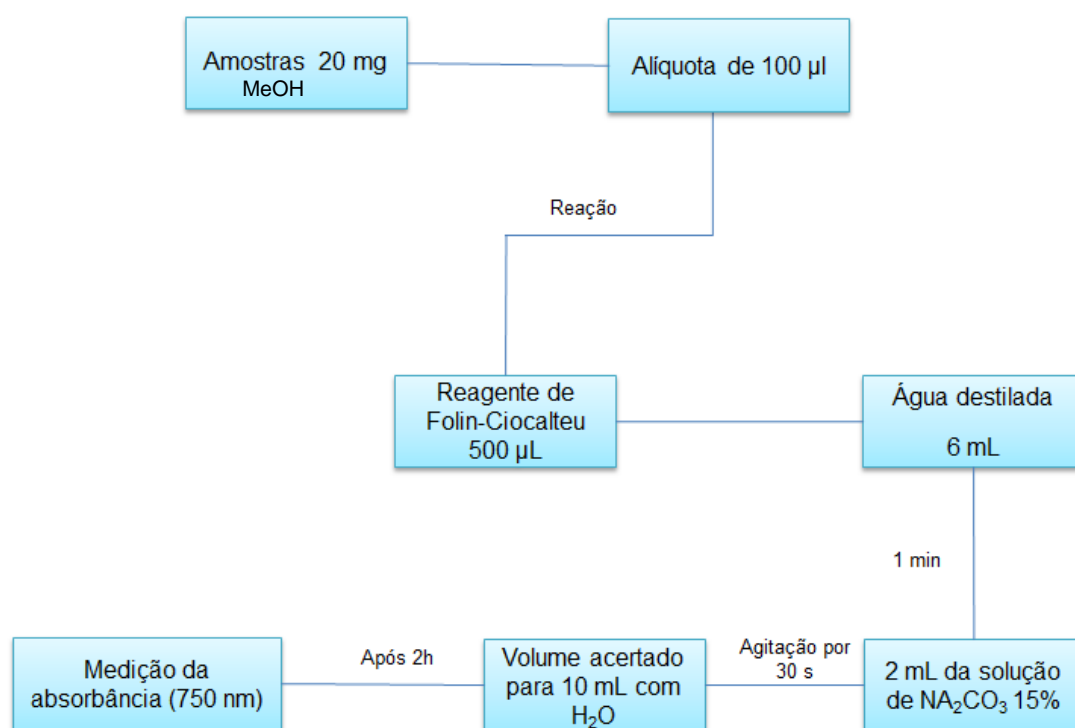 Amostras 20 mg
MeOH
Alíquota de 100 µl
Reação
Reagente de
Folin-Ciocalteu
500 µL
Água destilada
6 mL
1 min
2 mL da solução
de NA₂CO₃ 15%
Agitação por
30 s
Volume acertado
para 10 mL com
H₂O
Após 2h
Medição da
absorbância (750 nm)